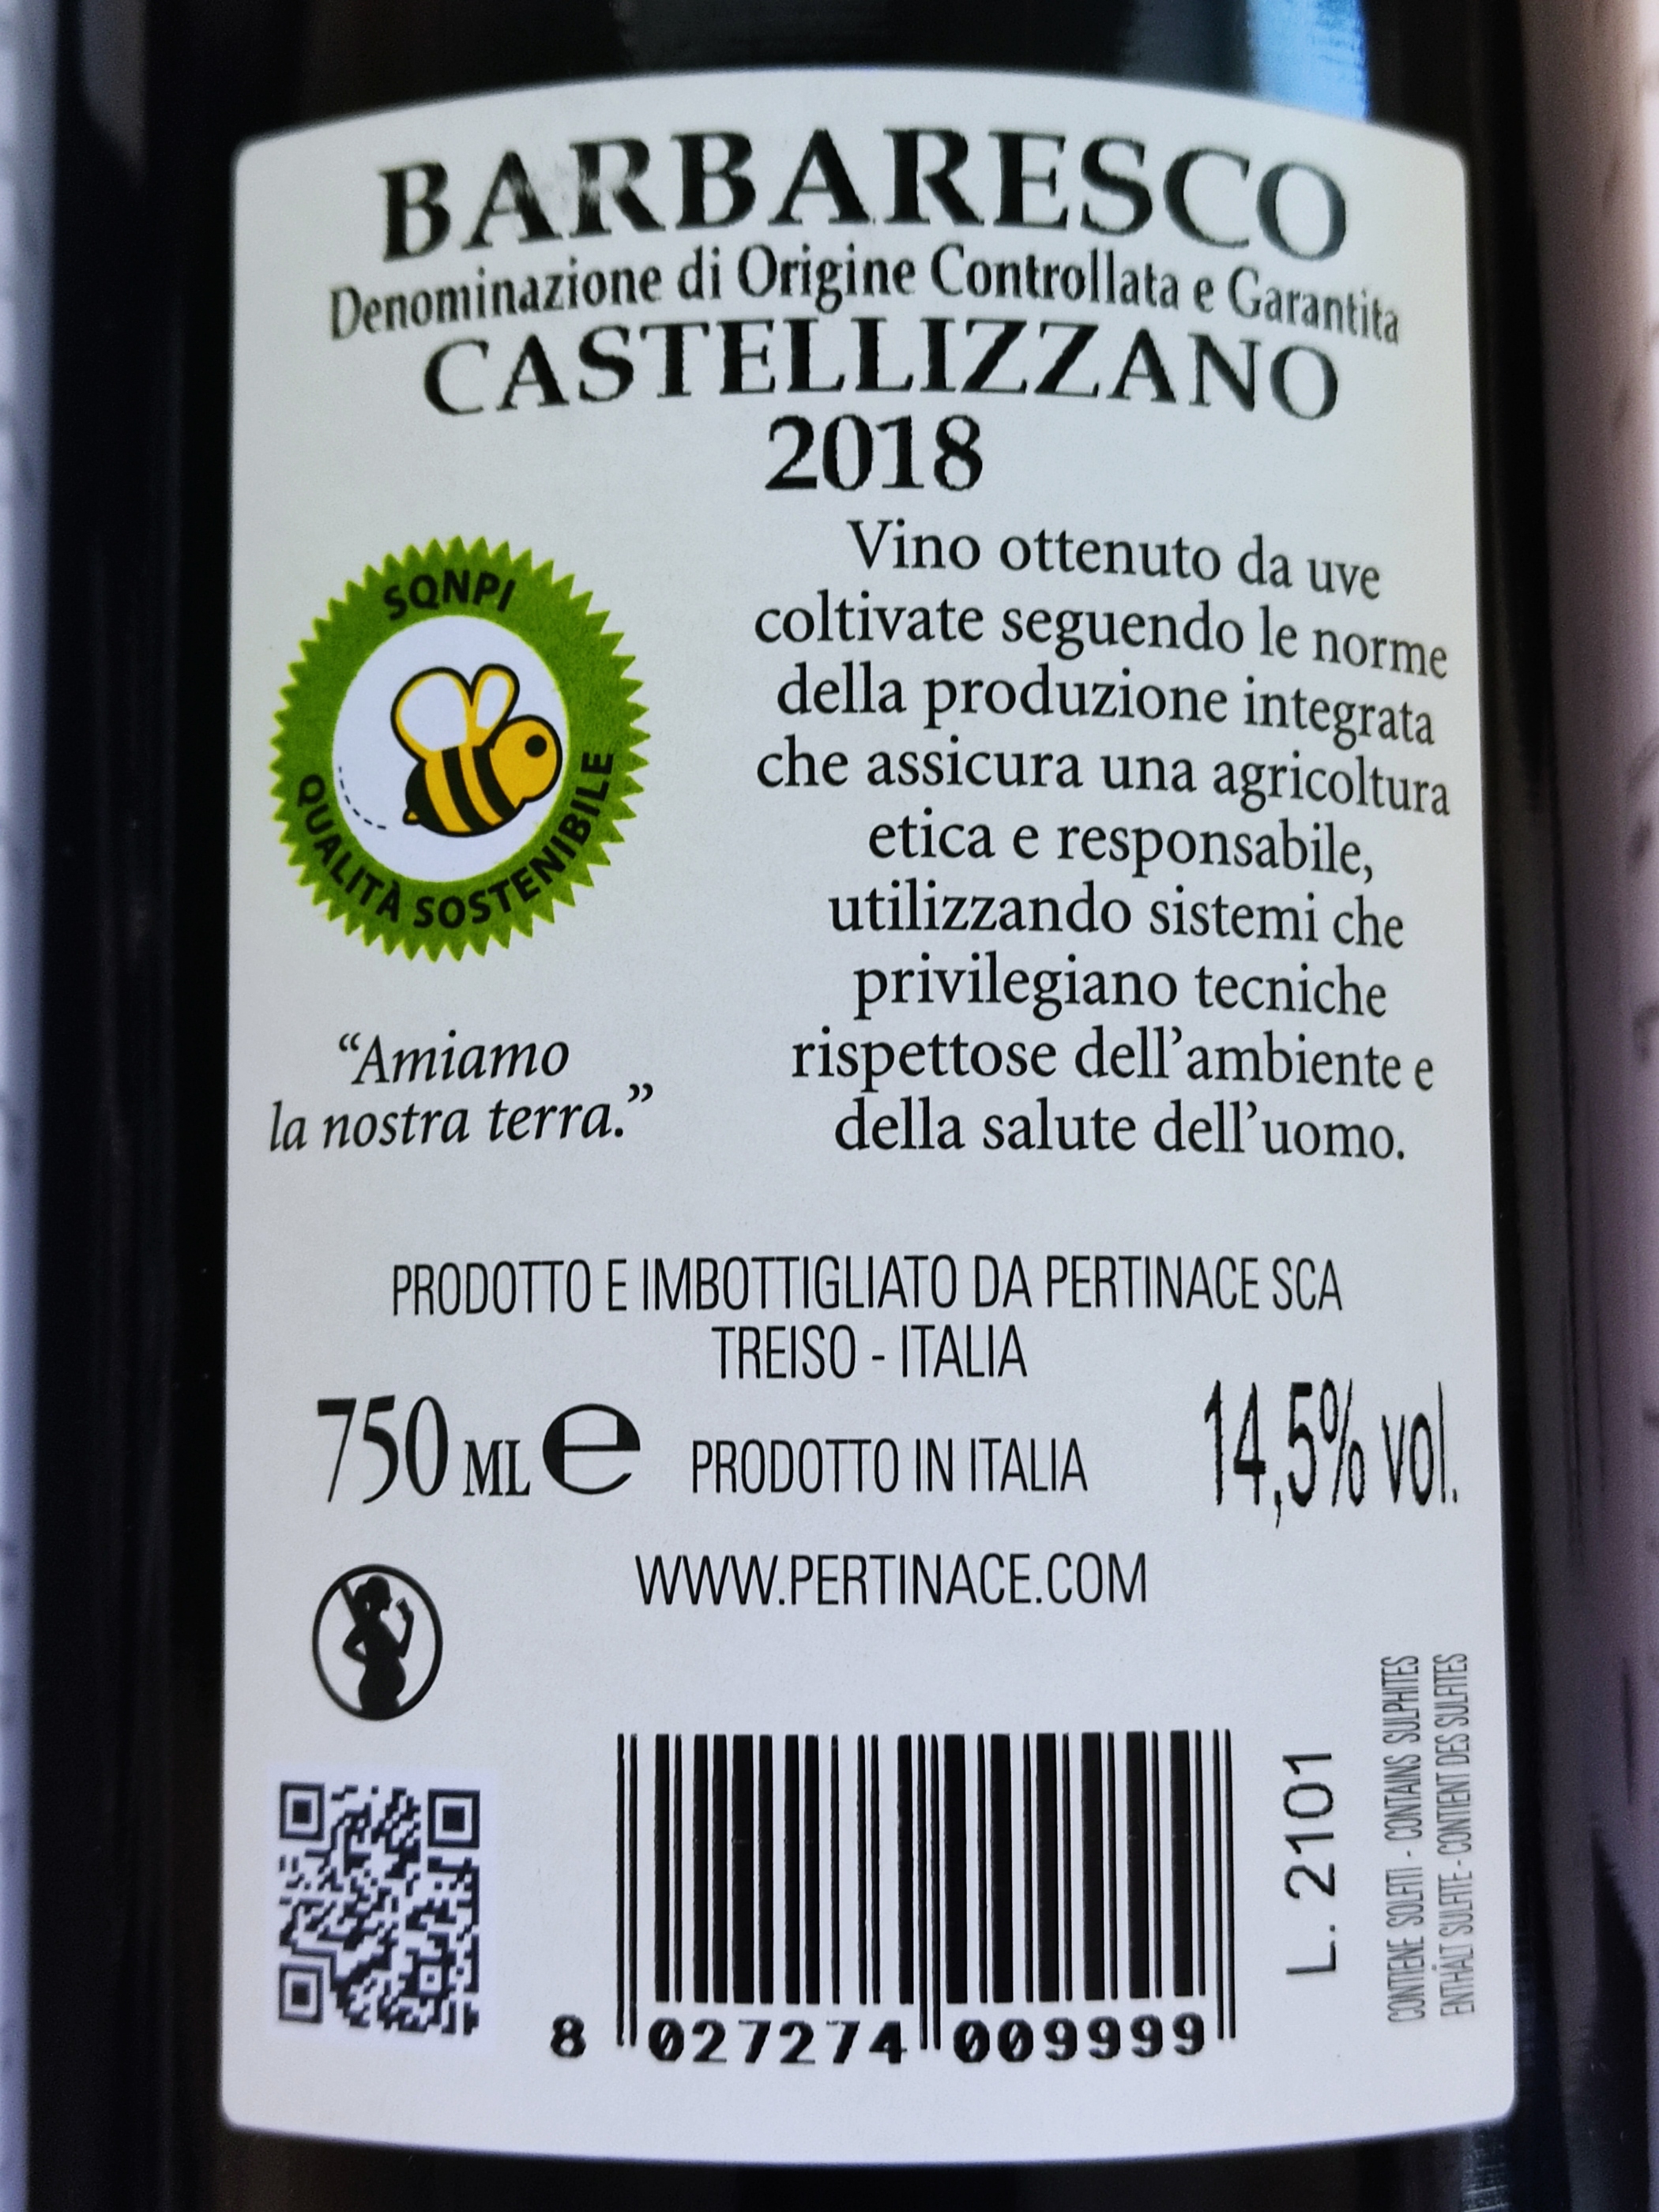 BARBARESCO
Denominazione di Origine Controllata e Garantita
CASTELLIZZANO
2018
SQNPI
QUALITÀ SOSTENIBILE
“Amiamo
la nostra terra.”
Vino ottenuto da uve
coltivate seguendo le norme
della produzione integrata
che assicura una agricoltura
etica e responsabile,
utilizzando sistemi che
privilegiano tecniche
rispettose dell’ambiente e
della salute dell’uomo.
PRODOTTO E IMBOTTIGLIATO DA PERTINACE SCA
TREISO - ITALIA
750 ML e
PRODOTTO IN ITALIA
14,5% vol.
WWW.PERTINACE.COM
8 027274 009999
L. 2101
CONTIENE SOLFITI - CONTAINS SULPHITES
ENTHÄLT SULFITE - CONTIENT DES SULFITES